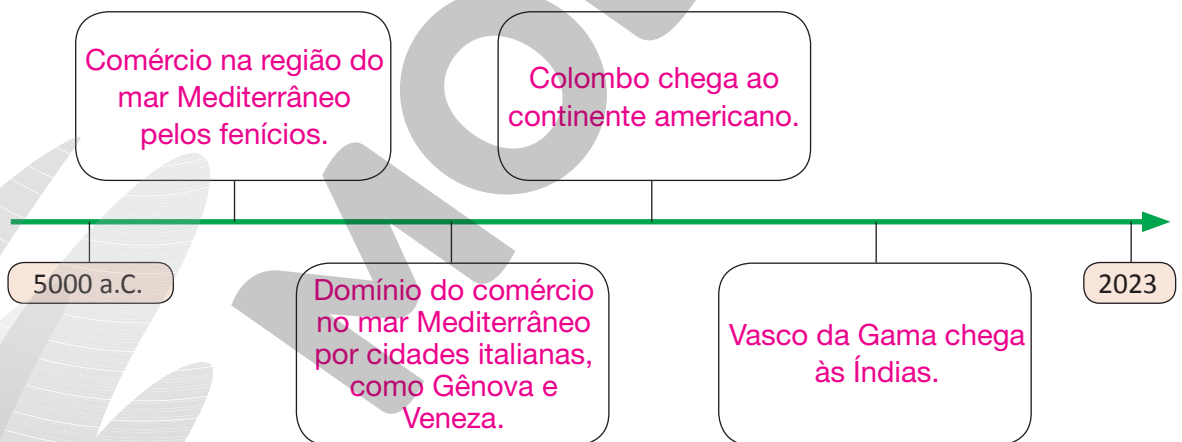 Comércio na região do
mar Mediterrâneo
pelos fenícios.
Colombo chega ao
continente americano.
5000 a.C.
Domínio do comércio
no mar Mediterrâneo
por cidades italianas,
como Gênova e
Veneza.
Vasco da Gama chega
às Índias.
2023